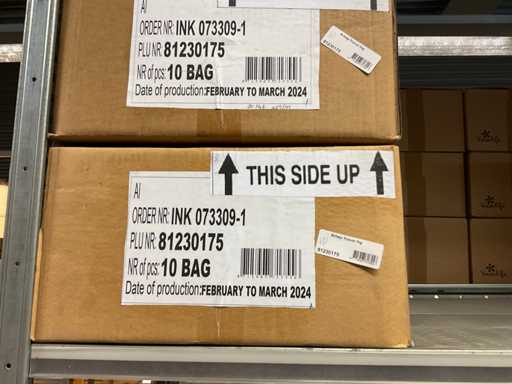 AI
ORDER NR: INK 073309-1
PLU NR: 81230175
NR of pcs: 10 BAG
Date of production: FEBRUARY TO MARCH 2024
81230175
THIS SIDE UP
AI
ORDER NR: INK 073309-1
PLU NR: 81230175
NR of pcs: 10 BAG
Date of production: FEBRUARY TO MARCH 2024
81230175